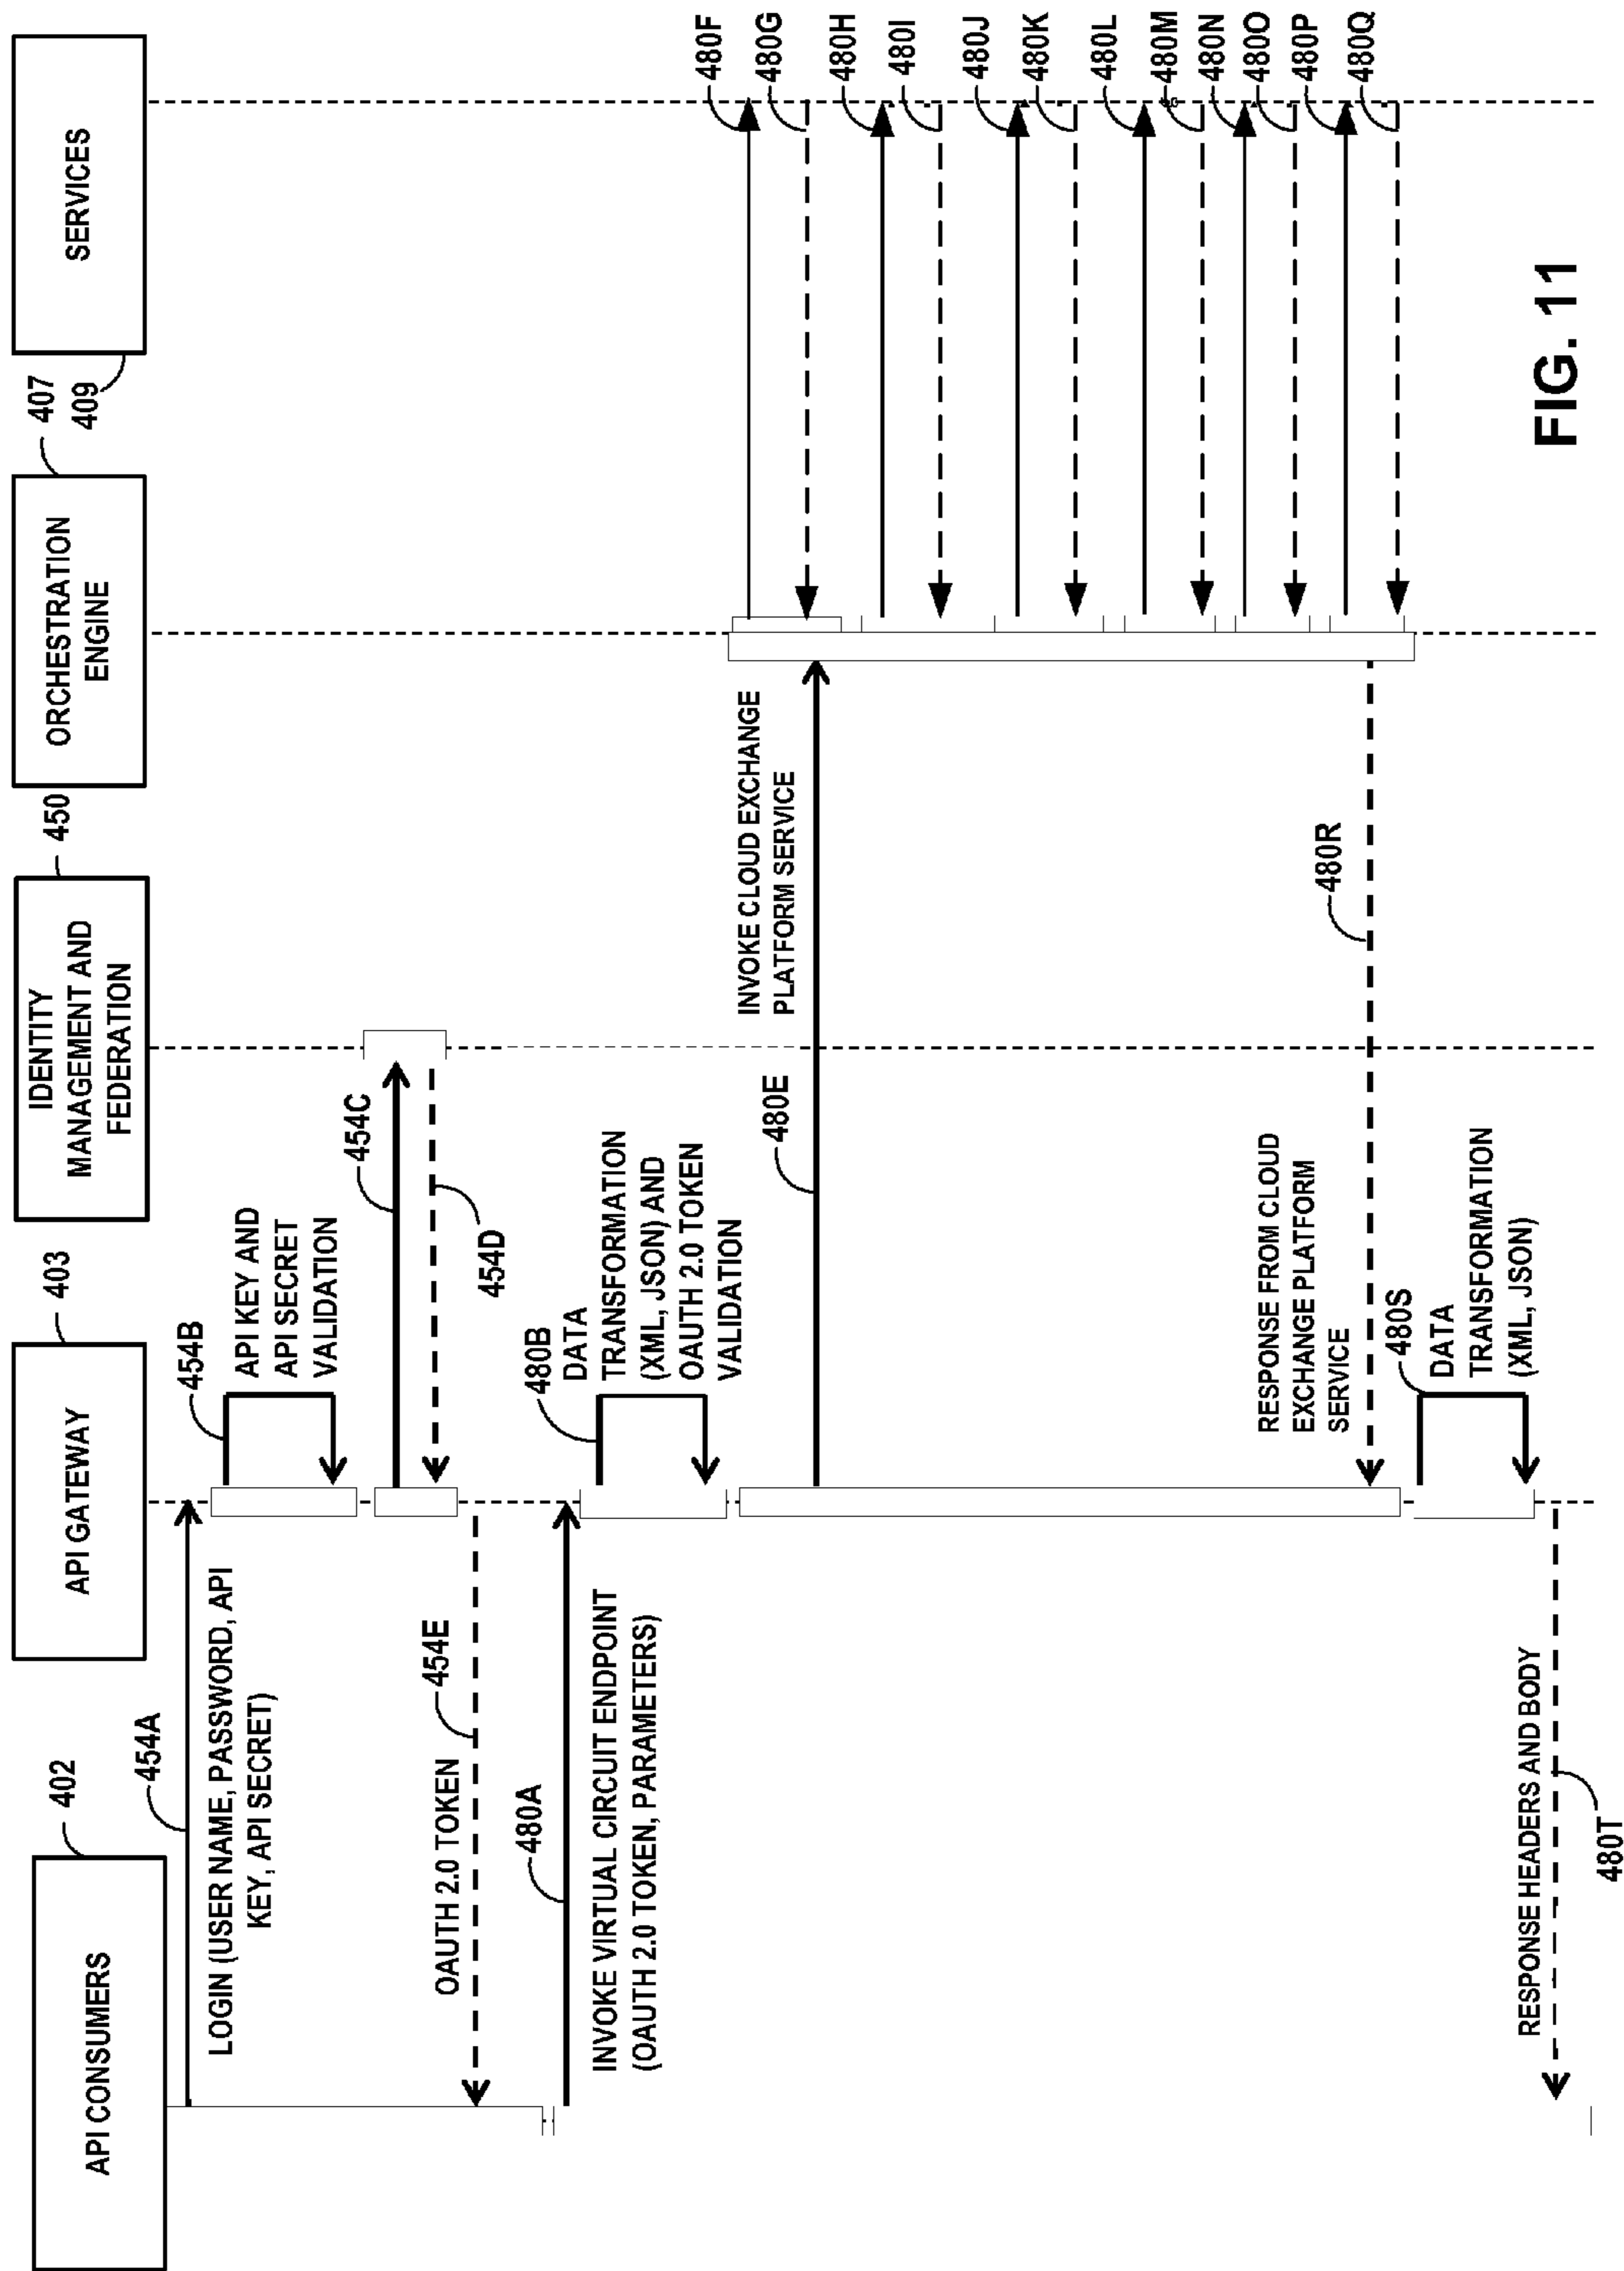 API CONSUMERS
402
API GATEWAY
403
IDENTITY
MANAGEMENT AND
FEDERATION
450
ORCHESTRATION
ENGINE
407
409
SERVICES
454A
LOGIN (USER NAME, PASSWORD, API
KEY, API SECRET)
454B
API KEY AND
API SECRET
VALIDATION
454C
454D
454E
OAUTH 2.0 TOKEN
480A
INVOKE VIRTUAL CIRCUIT ENDPOINT
(OAUTH 2.0 TOKEN, PARAMETERS)
480B
DATA
TRANSFORMATION
(XML, JSON) AND
OAUTH 2.0 TOKEN
VALIDATION
INVOKE CLOUD EXCHANGE
PLATFORM SERVICE
480E
480F
480G
480H
480I
480J
480K
480L
480M
480N
480O
480P
480Q
480R
RESPONSE FROM CLOUD
EXCHANGE PLATFORM
SERVICE
480S
DATA
TRANSFORMATION
(XML, JSON)
RESPONSE HEADERS AND BODY
480T
FIG. 11